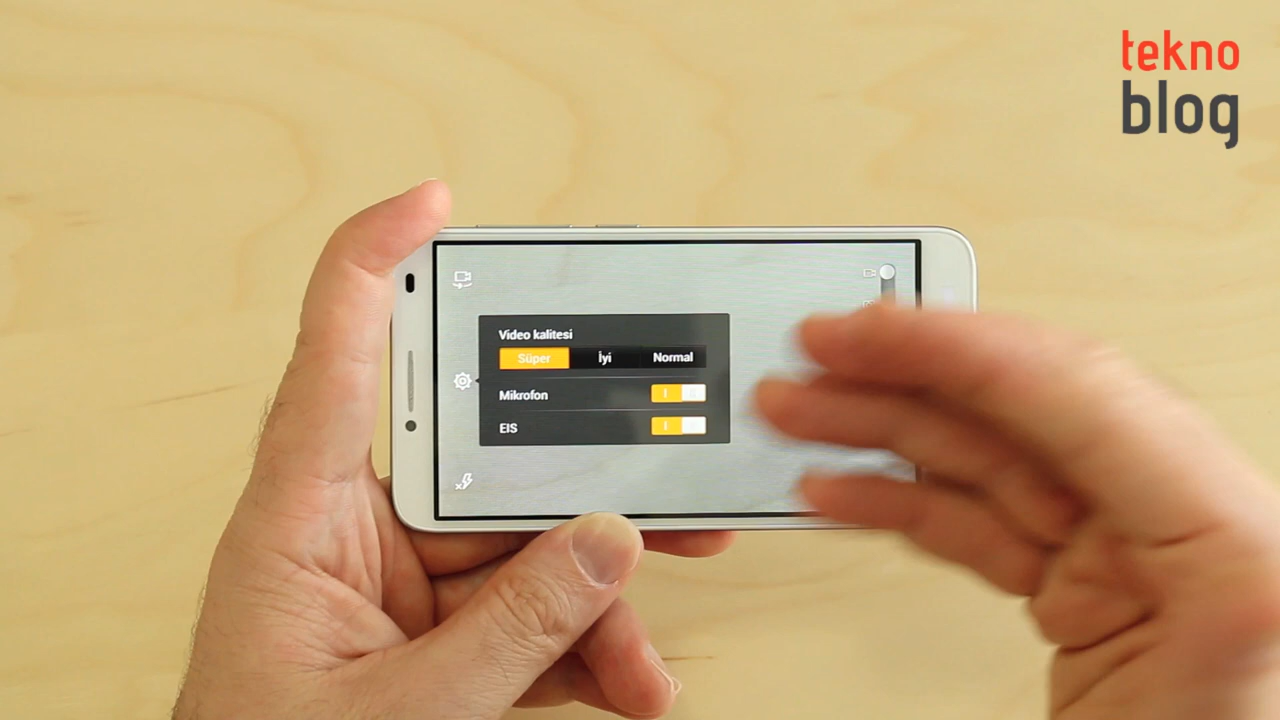 tekno
blog
Video kalitesi
Süper İyi Normal
Mikrofon
EIS